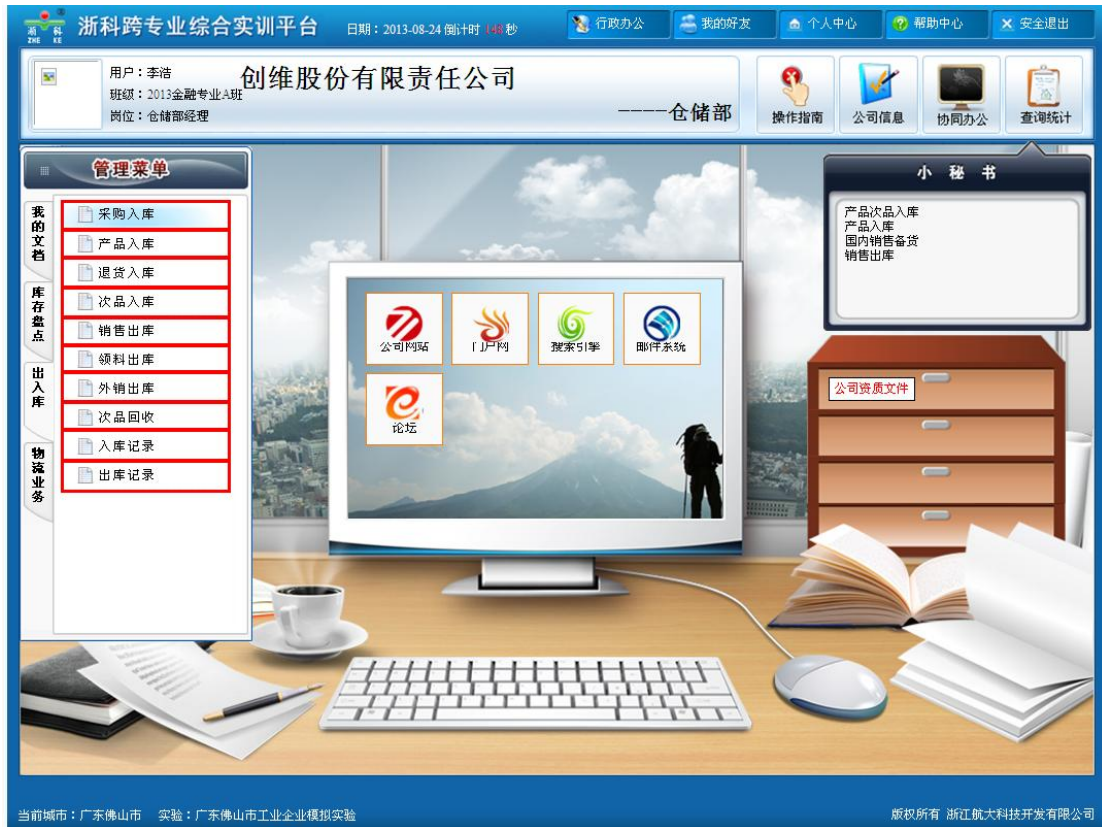 浙科
ZHE KE
浙科跨专业综合实训平台
日期：2013-08-24 倒计时 148 秒
行政办公
我的好友
个人中心
帮助中心
安全退出
用户：李浩
班级：2013金融专业A班
岗位：仓储部经理
创维股份有限责任公司
----仓储部
操作指南
公司信息
协同办公
查询统计
管理菜单
我的文档
库存盘点
出入库
物流业务
采购入库
产品入库
退货入库
次品入库
销售出库
领料出库
外销出库
次品回收
入库记录
出库记录
公司网站
门户网
搜索引擎
邮件系统
论坛
小秘书
产品次品入库
产品入库
国内销售备货
销售出库
公司资质文件
当前城市：广东佛山市
实验：广东佛山市工业企业模拟实验
版权所有 浙江航大科技开发有限公司